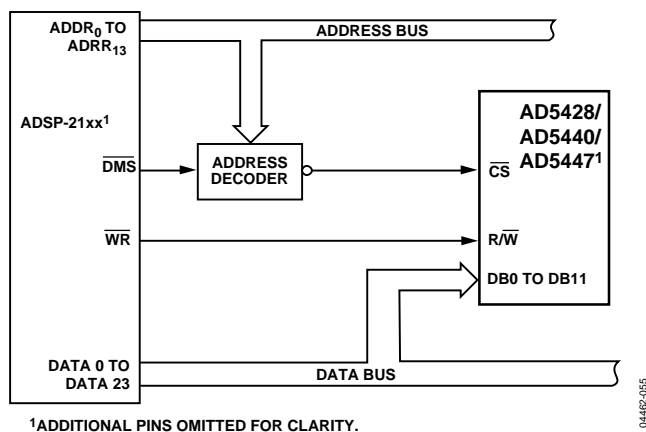 ADDR0 TO
ADRR13
ADDRESS BUS
ADSP-21xx1
AD5428/
AD5440/
AD54471
DMS
ADDRESS
DECODER
CS
WR
R/W
DB0 TO DB11
DATA 0 TO
DATA 23
DATA BUS
1ADDITIONAL PINS OMITTED FOR CLARITY.
04462-055